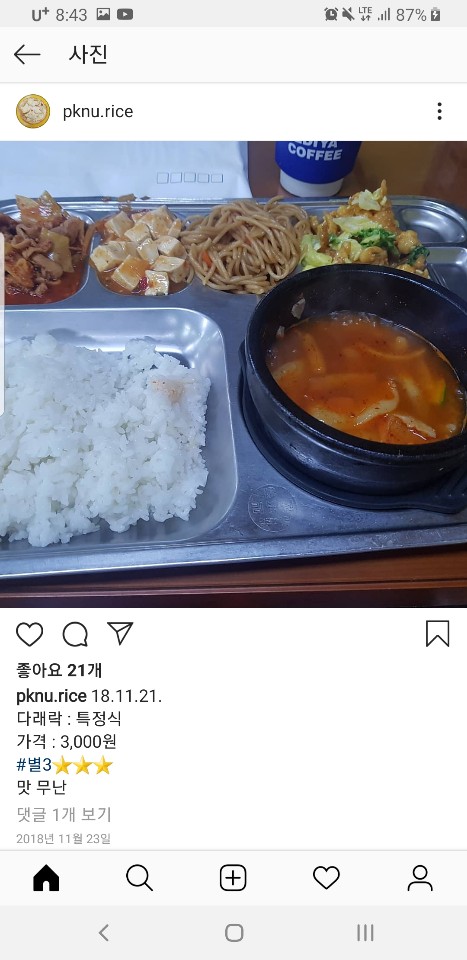 U+ 8:43 LTE 87%
사진
pknu.rice
EDIYA
COFFEE
좋아요 21개
pknu.rice 18.11.21.
다래락 : 특정식
가격 : 3,000원
#별3⭐⭐⭐
맛 무난
댓글 1개 보기
2018년 11월 23일